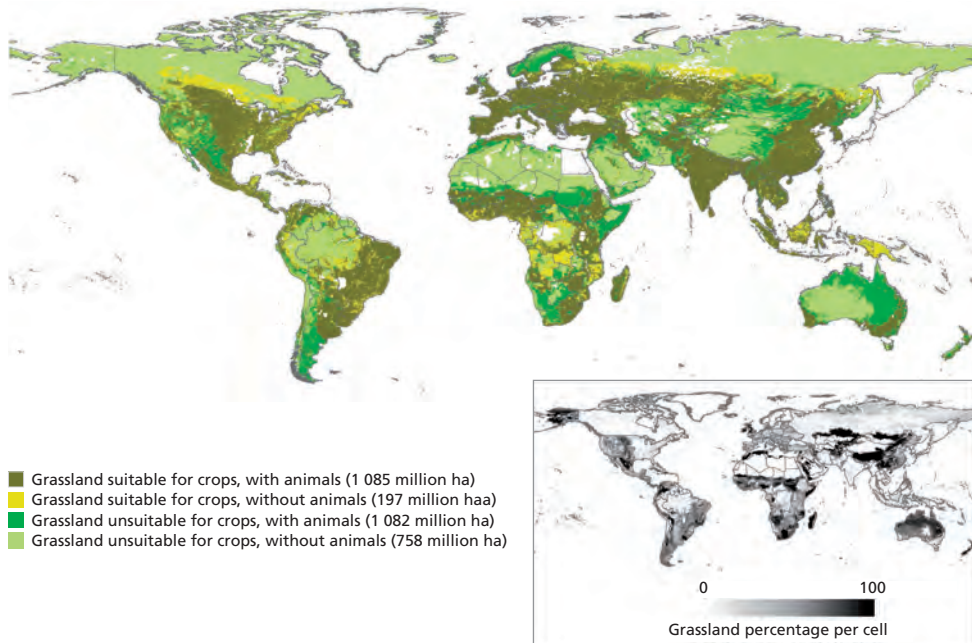 Grassland suitable for crops, with animals (1 085 million ha)
Grassland suitable for crops, without animals (197 million haa)
Grassland unsuitable for crops, with animals (1 082 million ha)
Grassland unsuitable for crops, without animals (758 million ha)
0 100
Grassland percentage per cell